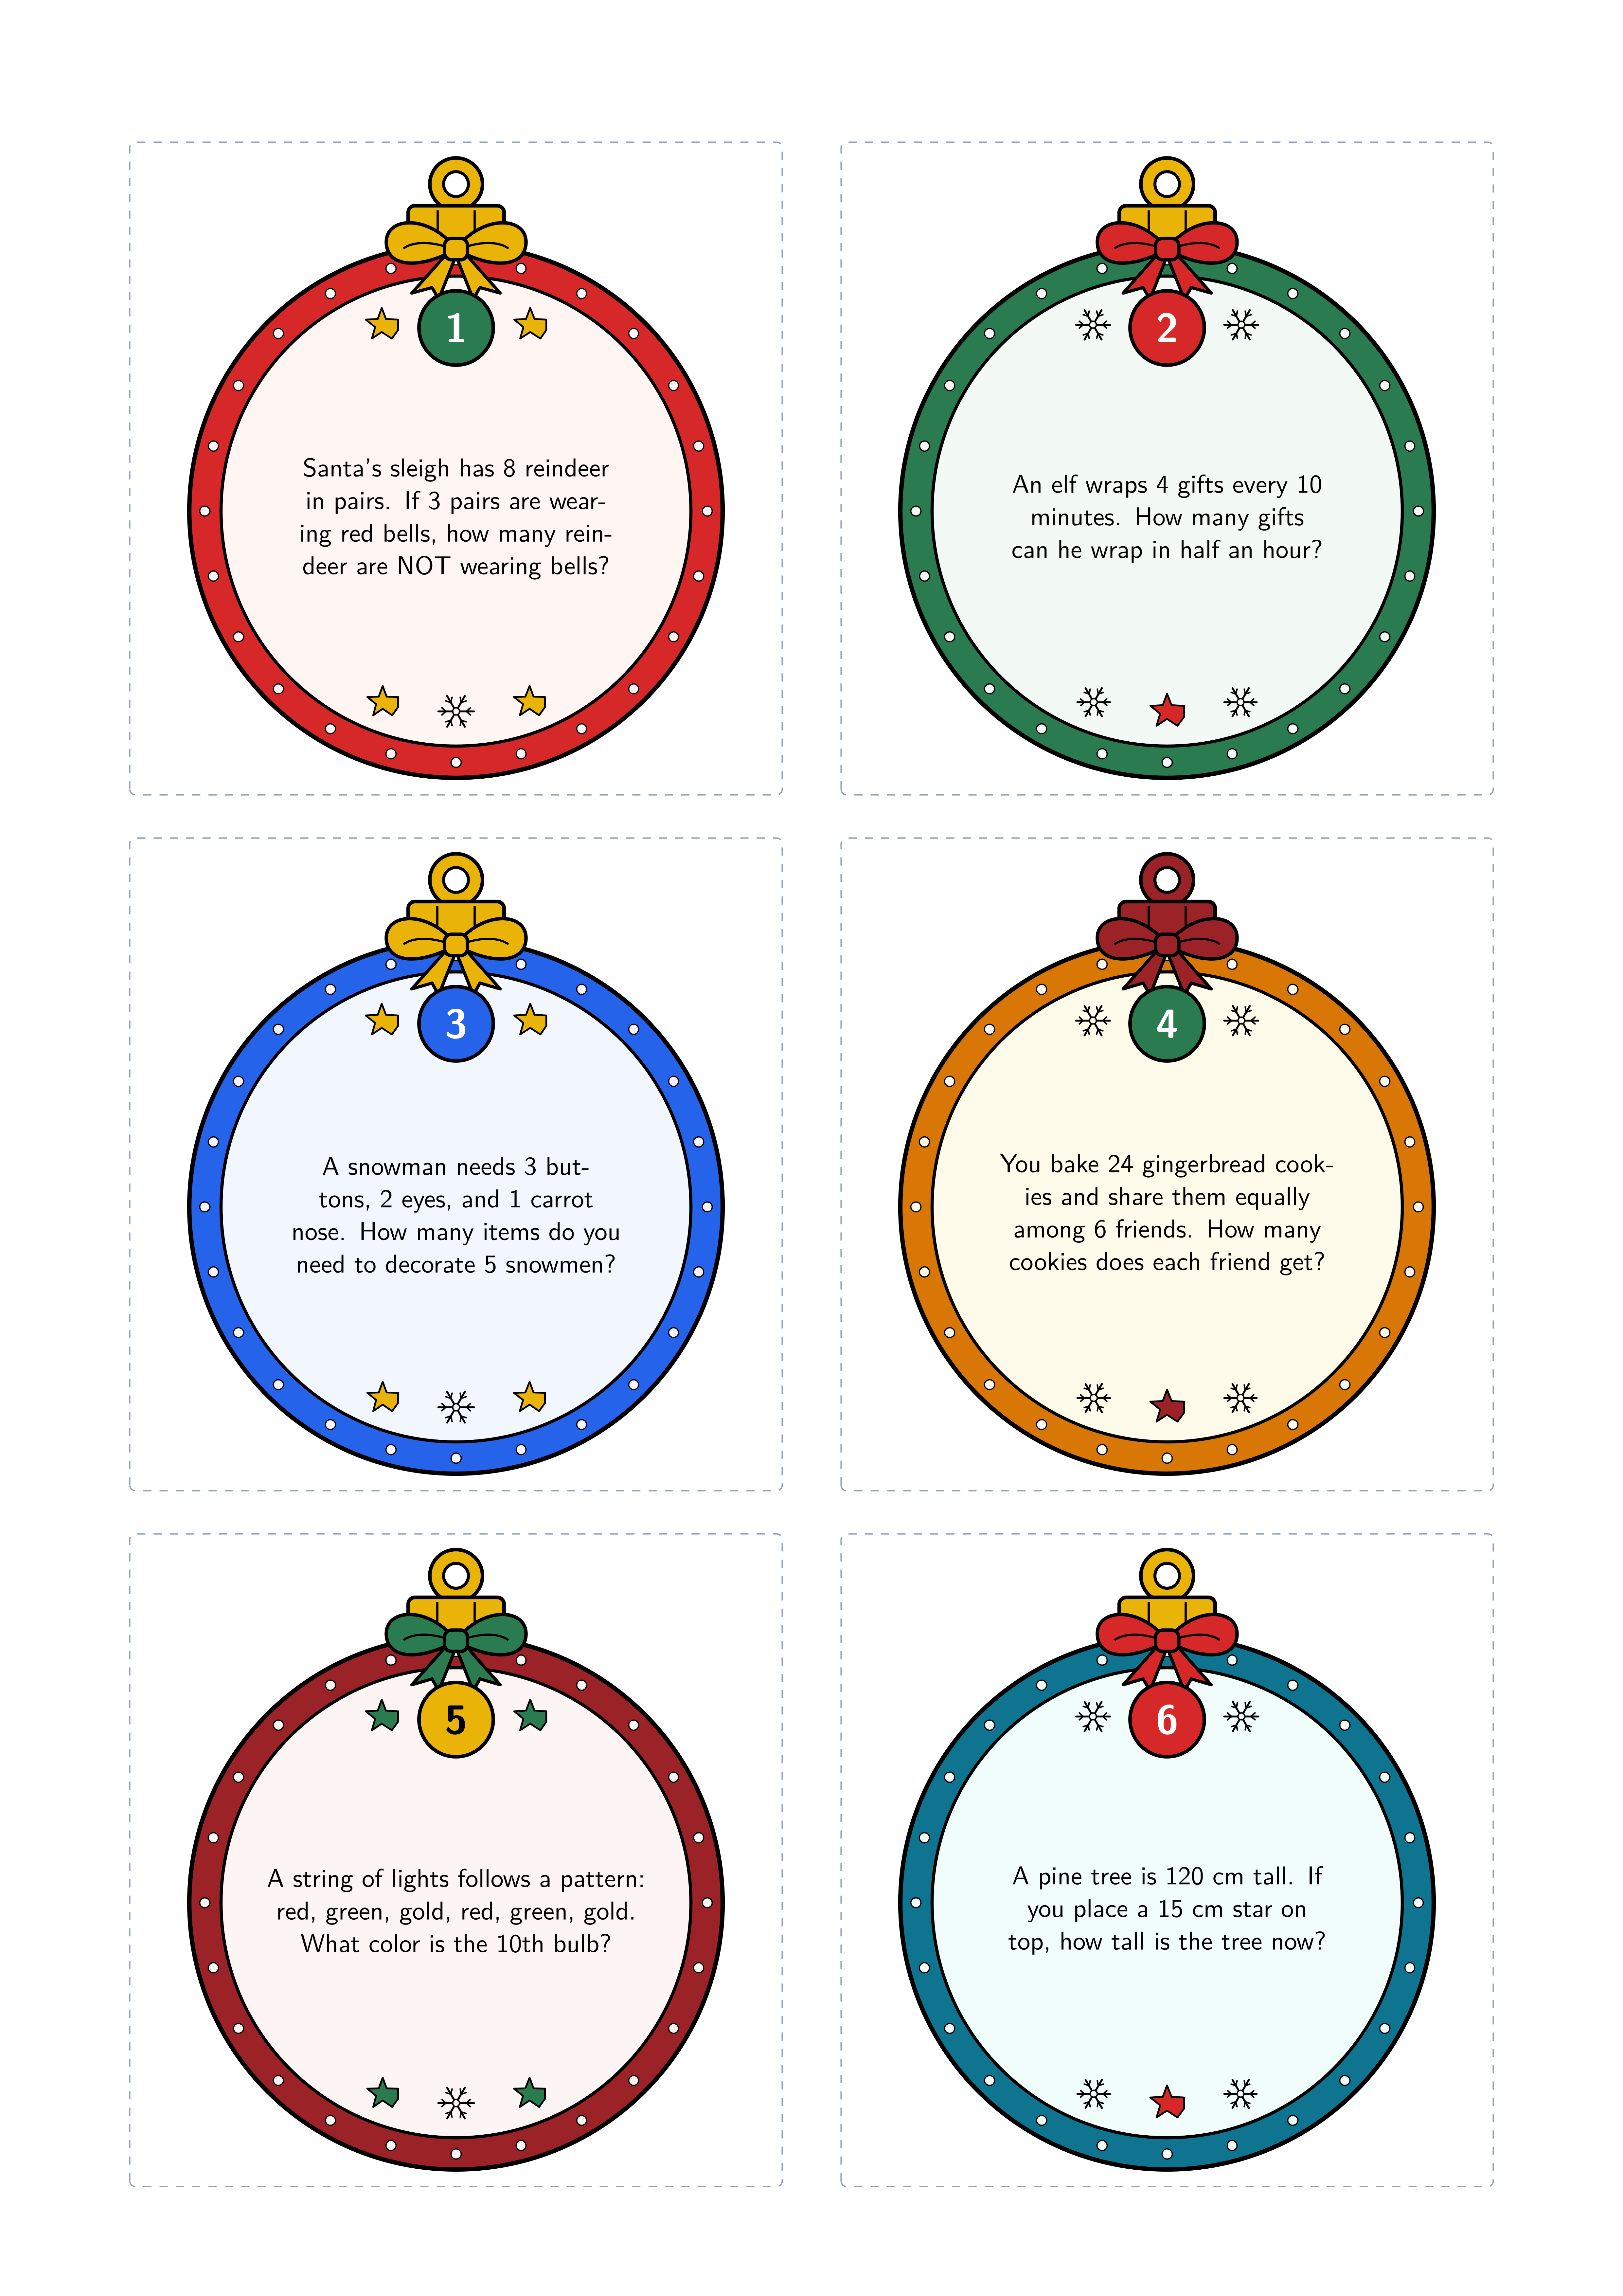 1
Santa's sleigh has 8 reindeer
in pairs. If 3 pairs are wear-
ing red bells, how many rein-
deer are NOT wearing bells?
2
An elf wraps 4 gifts every 10
minutes. How many gifts
can he wrap in half an hour?
3
A snowman needs 3 but-
tons, 2 eyes, and 1 carrot
nose. How many items do you
need to decorate 5 snowmen?
4
You bake 24 gingerbread cook-
ies and share them equally
among 6 friends. How many
cookies does each friend get?
5
A string of lights follows a pattern:
red, green, gold, red, green, gold.
What color is the 10th bulb?
6
A pine tree is 120 cm tall. If
you place a 15 cm star on
top, how tall is the tree now?